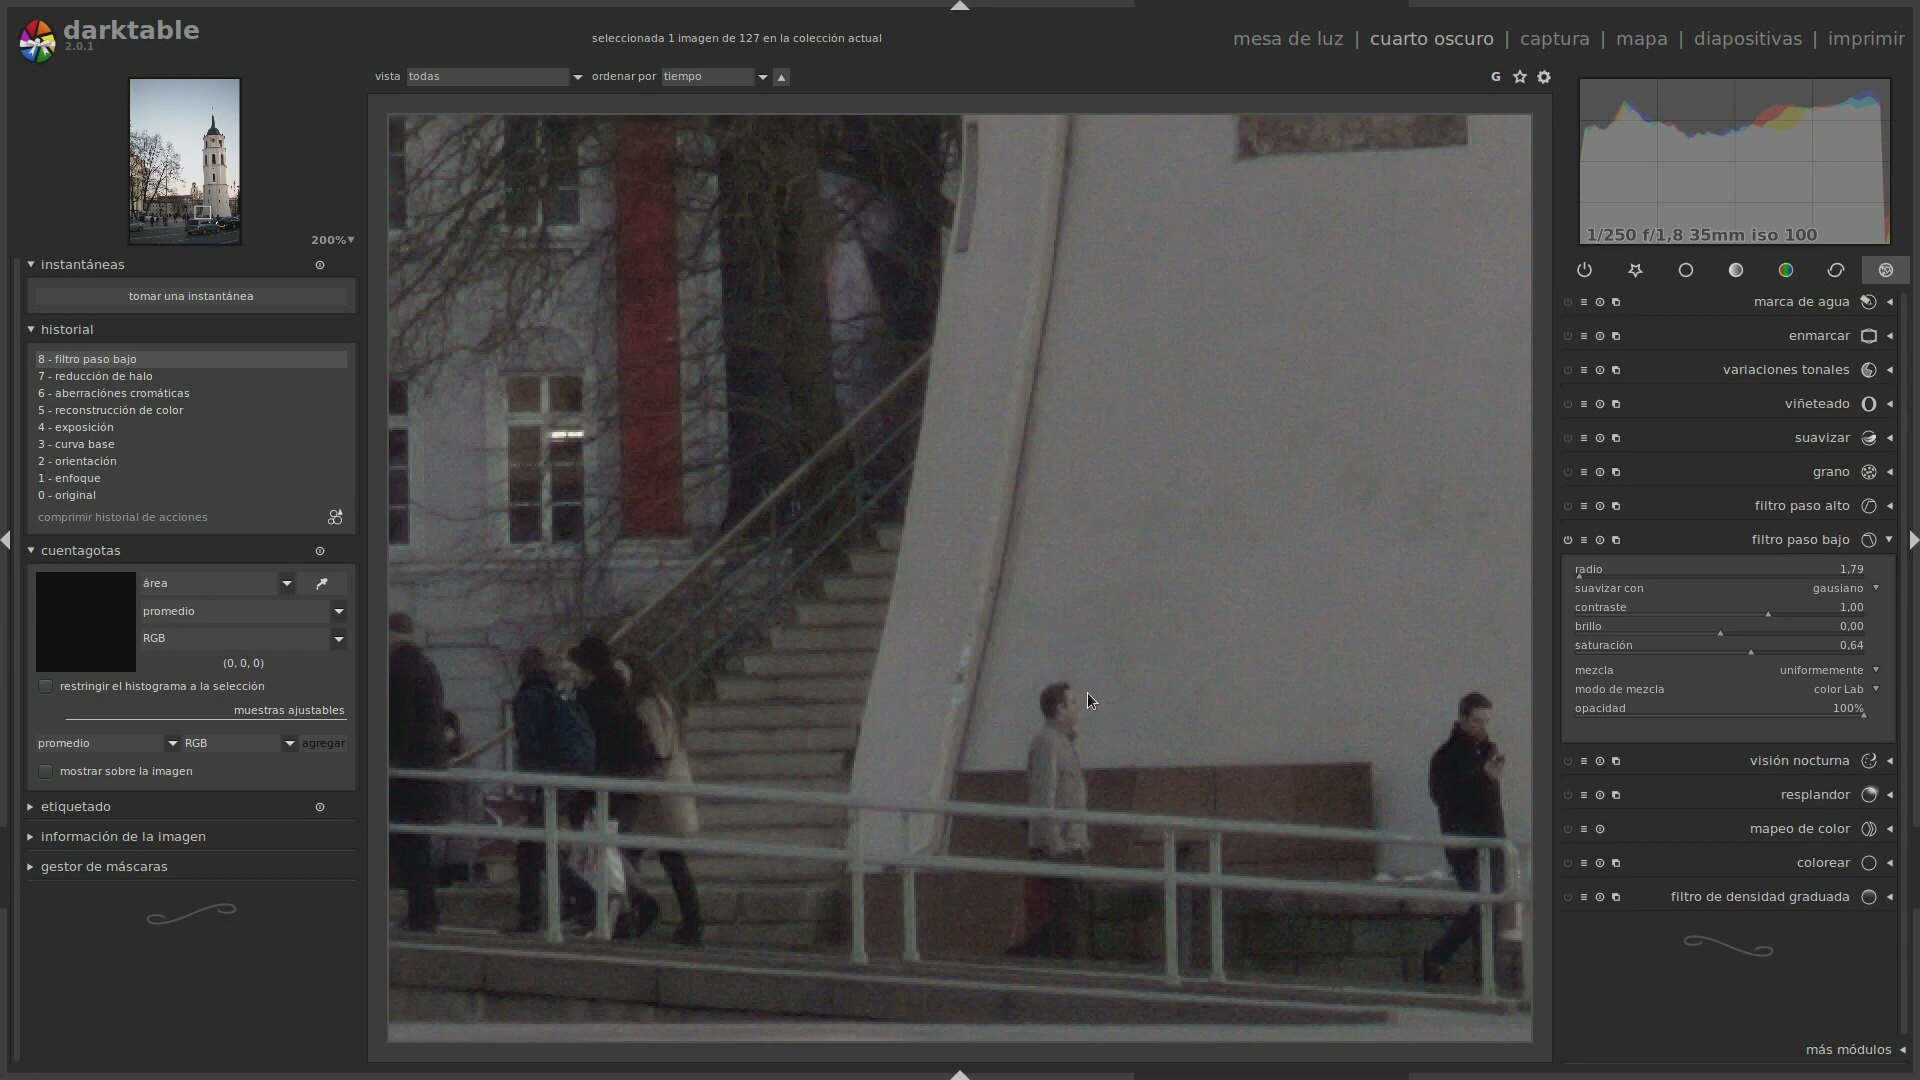 darktable
2.0.1
seleccionada 1 imagen de 127 en la colección actual
mesa de luz | cuarto oscuro | captura | mapa | diapositivas | imprimir
vista todas ordenar por tiempo
G
200%
1/250 f/1,8 35mm iso 100
instantáneas
tomar una instantánea
historial
8 - filtro paso bajo
7 - reducción de halo
6 - aberraciónes cromáticas
5 - reconstrucción de color
4 - exposición
3 - curva base
2 - orientación
1 - enfoque
0 - original
comprimir historial de acciones
cuentagotas
área
promedio
RGB
(0, 0, 0)
restringir el histograma a la selección
muestras ajustables
promedio RGB agregar
mostrar sobre la imagen
etiquetado
información de la imagen
gestor de máscaras
marca de agua
enmarcar
variaciones tonales
viñeteado
suavizar
grano
filtro paso alto
filtro paso bajo
radio 1,79
suavizar con gausiano
contraste 1,00
brillo 0,00
saturación 0,64
mezcla uniformemente
modo de mezcla color Lab
opacidad 100%
visión nocturna
resplandor
mapeo de color
colorear
filtro de densidad graduada
más módulos